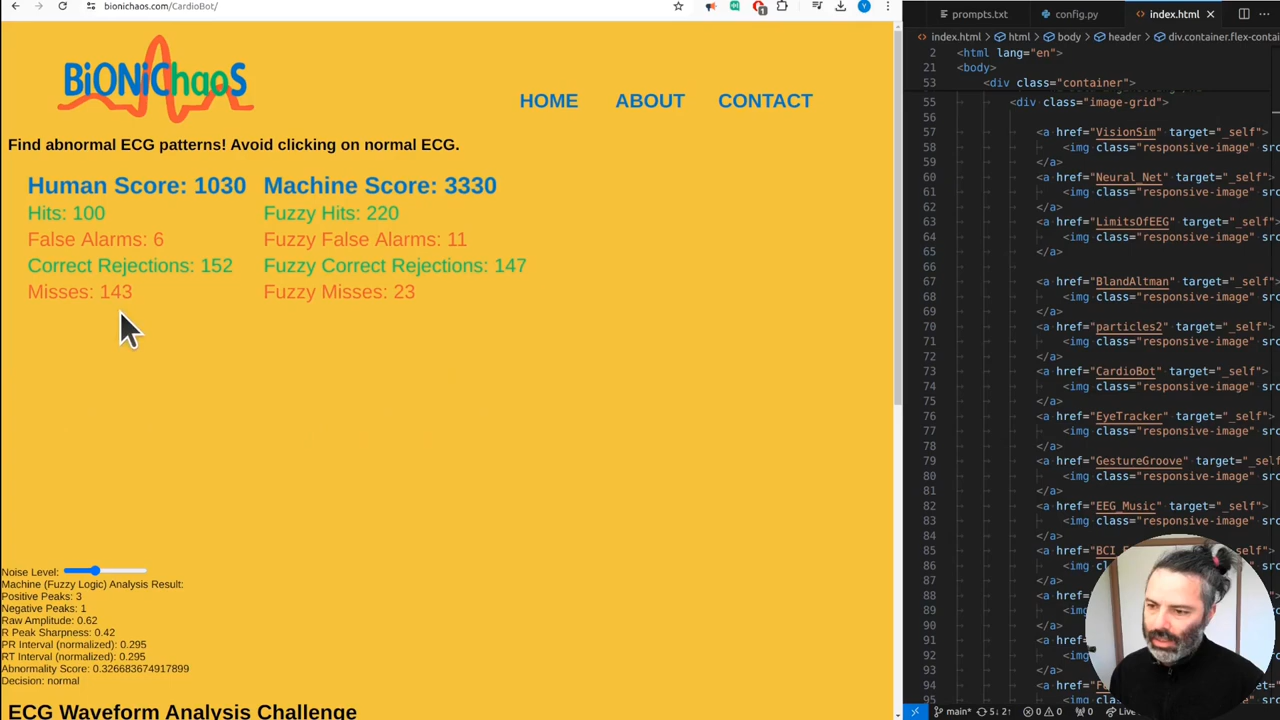 bionichaos.com/CardioBot/
BiONiChaoS
HOME ABOUT CONTACT
Find abnormal ECG patterns! Avoid clicking on normal ECG.
Human Score: 1030
Hits: 100
False Alarms: 6
Correct Rejections: 152
Misses: 143
Machine Score: 3330
Fuzzy Hits: 220
Fuzzy False Alarms: 11
Fuzzy Correct Rejections: 147
Fuzzy Misses: 23
Noise Level:
Machine (Fuzzy Logic) Analysis Result:
Positive Peaks: 3
Negative Peaks: 1
Raw Amplitude: 0.62
R Peak Sharpness: 0.42
PR Interval (normalized): 0.295
RT Interval (normalized): 0.295
Abnormality Score: 0.326683674917899
Decision: normal
ECG Waveform Analysis Challenge
prompts.txt config.py index.html
index.html > html > body > header > div.container.flex-conta
2 <html lang="en">
21 <body>
53 <div class="container">
55 <div class="image-grid">
56
57 <a href="VisionSim" target="_self">
58 <img class="responsive-image" src
59 </a>
60 <a href="Neural_Net" target="_self">
61 <img class="responsive-image" src
62 </a>
63 <a href="LimitsOfEEG" target="_self"
64 <img class="responsive-image" src
65 </a>
66
67 <a href="BlandAltman" target="_self"
68 <img class="responsive-image" src
69 </a>
70 <a href="particles2" target="_self">
71 <img class="responsive-image" src
72 </a>
73 <a href="CardioBot" target="_self">
74 <img class="responsive-image" src
75 </a>
76 <a href="EyeTracker" target="_self">
77 <img class="responsive-image" src
78 </a>
79 <a href="GestureGroove" target="_sel
80 <img class="responsive-image" src
81 </a>
82 <a href="EEG_Music" target="_self">
83 <img class="responsive-image" src
84 </a>
85 <a href="BCI
86
87 </a>
88 <a
89
90 </a>
91 <a
92
93 </a>
94 <a
95
main* 5↓ 2↑ 0 0 0 Live